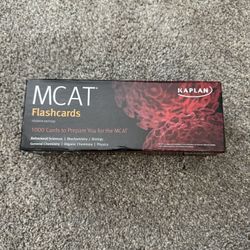 MCAT®
Flashcards
KAPLAN
1000 Cards to Prepare You for the MCAT
Behavioral Sciences | Biochemistry | Biology
General Chemistry | Organic Chemistry | Physics